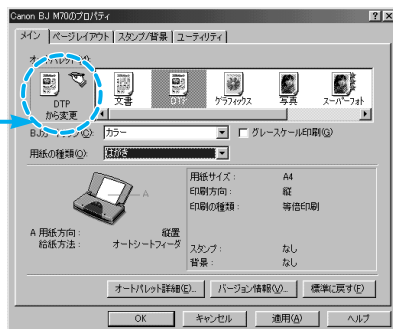 Canon BJ M70のプロパティ
メイン ページレイアウト スタンプ/背景 ユーティリティ
DTP から変更
文書 DTP グラフィックス 写真 スーパーフォト
カラー グレースケール印刷(G)
用紙の種類(Q): はがき
用紙サイズ: A4
印刷方向: 縦
印刷の種類: 等倍印刷
A
A 用紙方向: 縦置
給紙方法: オートシートフィーダ
スタンプ: なし
背景: なし
オートパレット詳細(E)... バージョン情報(V)... 標準に戻す(F)
OK キャンセル 適用(A) ヘルプ